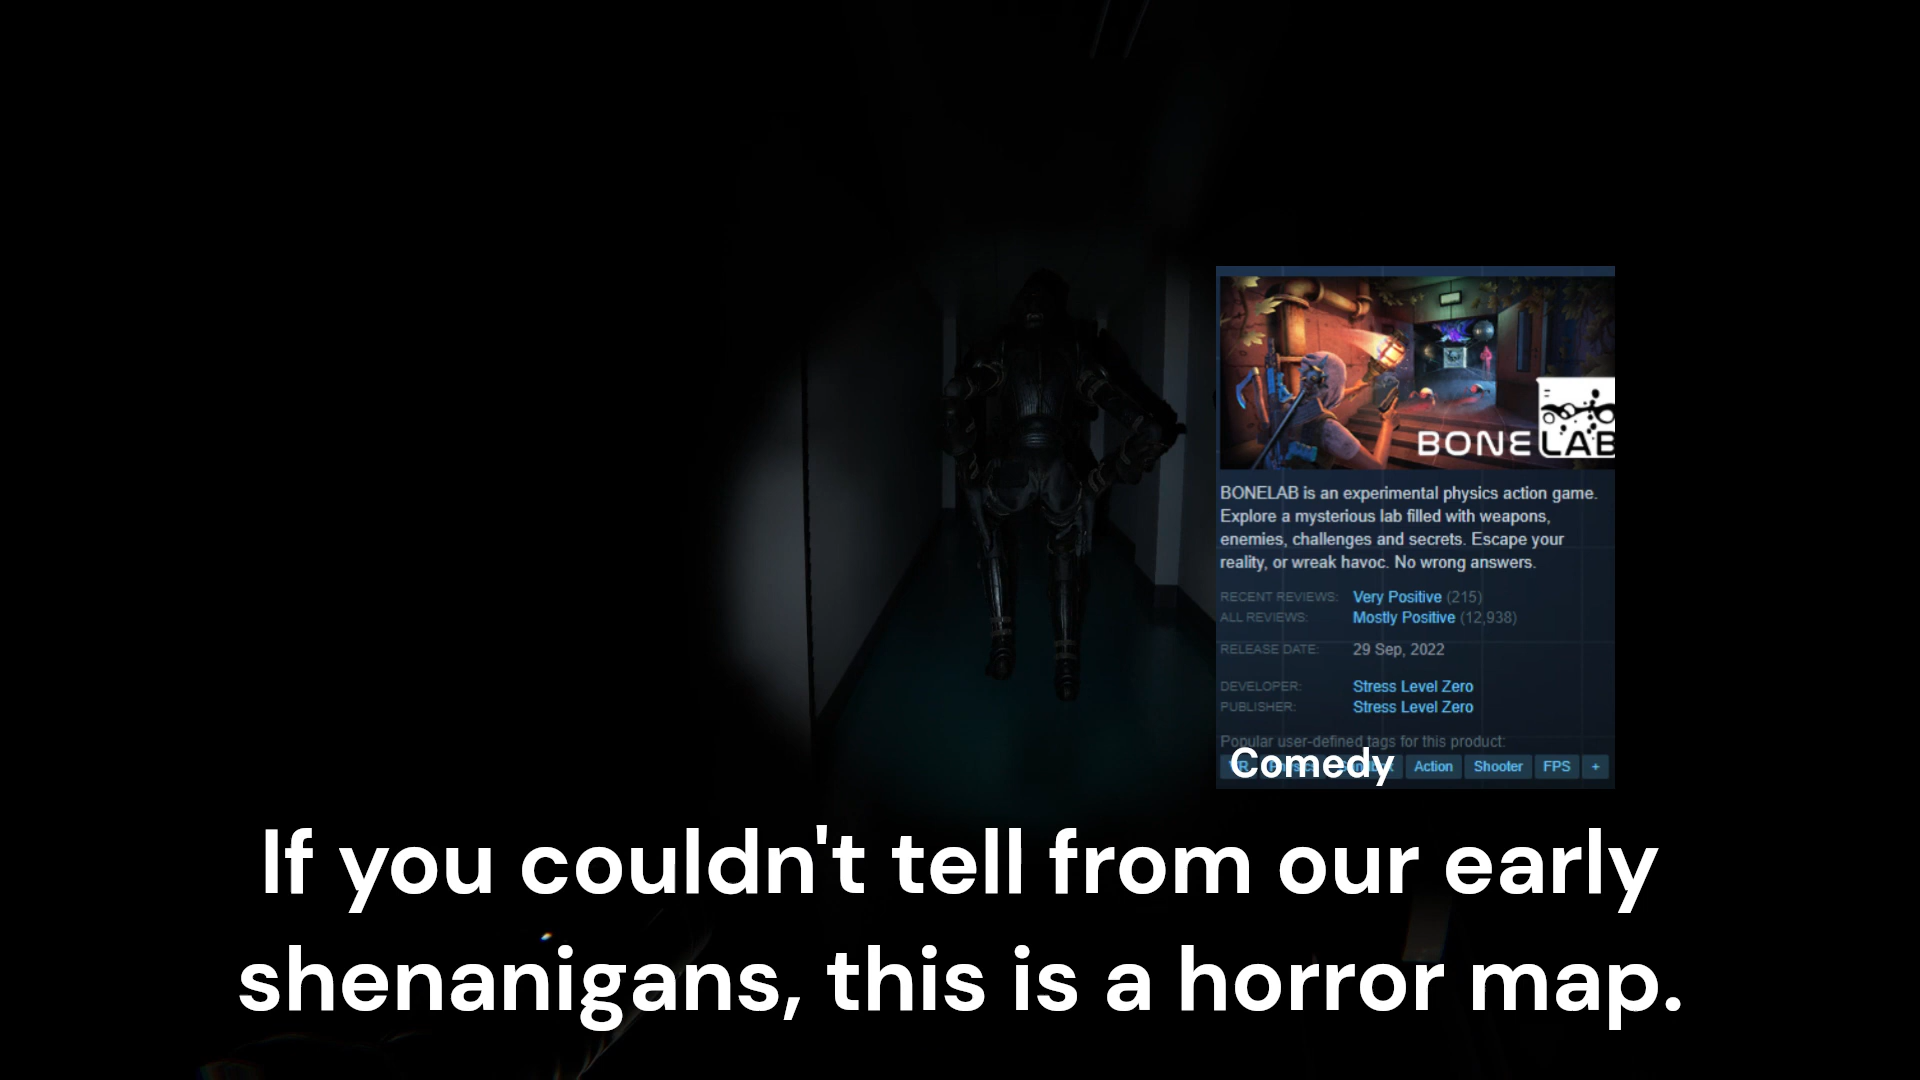 BONELAB
BONELAB is an experimental physics action game.
Explore a mysterious lab filled with weapons,
enemies, challenges and secrets. Escape your
reality, or wreak havoc. No wrong answers.
RECENT REVIEWS: Very Positive (215)
ALL REVIEWS: Mostly Positive (12,938)
RELEASE DATE: 29 Sep, 2022
DEVELOPER: Stress Level Zero
PUBLISHER: Stress Level Zero
Popular user-defined tags for this product:
Comedy Action Shooter FPS +
If you couldn't tell from our early
shenanigans, this is a horror map.